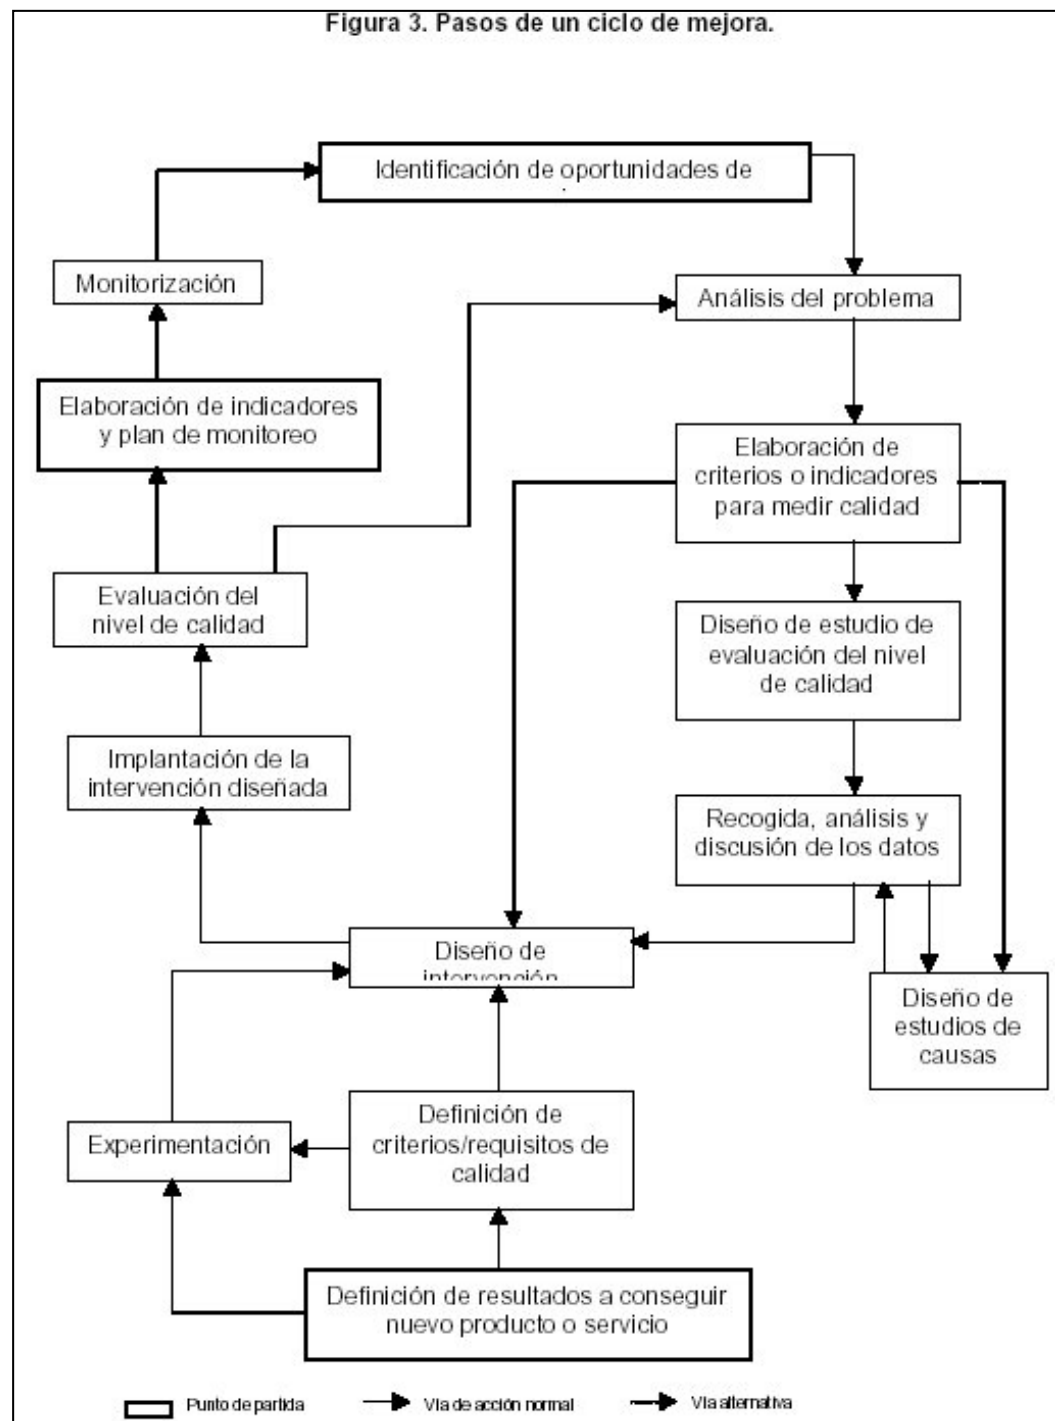 Figura 3. Pasos de un ciclo de mejora.
Identificación de oportunidades de
Monitorización
Análisis del problema
Elaboración de indicadores
y plan de monitoreo
Elaboración de
criterios o indicadores
para medir calidad
Evaluación del
nivel de calidad
Diseño de estudio de
evaluación del nivel
de calidad
Implantación de la
intervención diseñada
Recogida, análisis y
discusión de los datos
Diseño de
intervención
Diseño de
estudios de
causas
Experimentación
Definición de
criterios/requisitos de
calidad
Definición de resultados a conseguir
nuevo producto o servicio
Punto de partida
Vía de acción normal
Vía alternativa